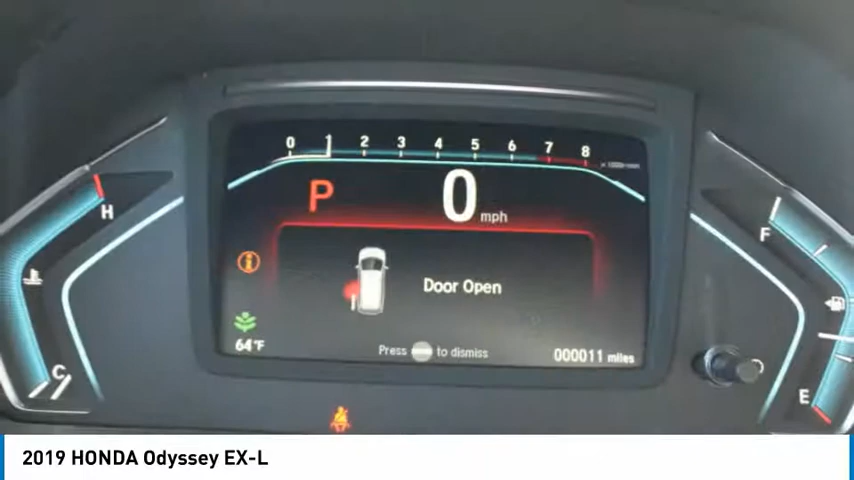 0 1 2 3 4 5 6 7 8
P 0 mph
H
F
Door Open
64°F
C
Press to dismiss 000011 miles
E
2019 HONDA Odyssey EX-L